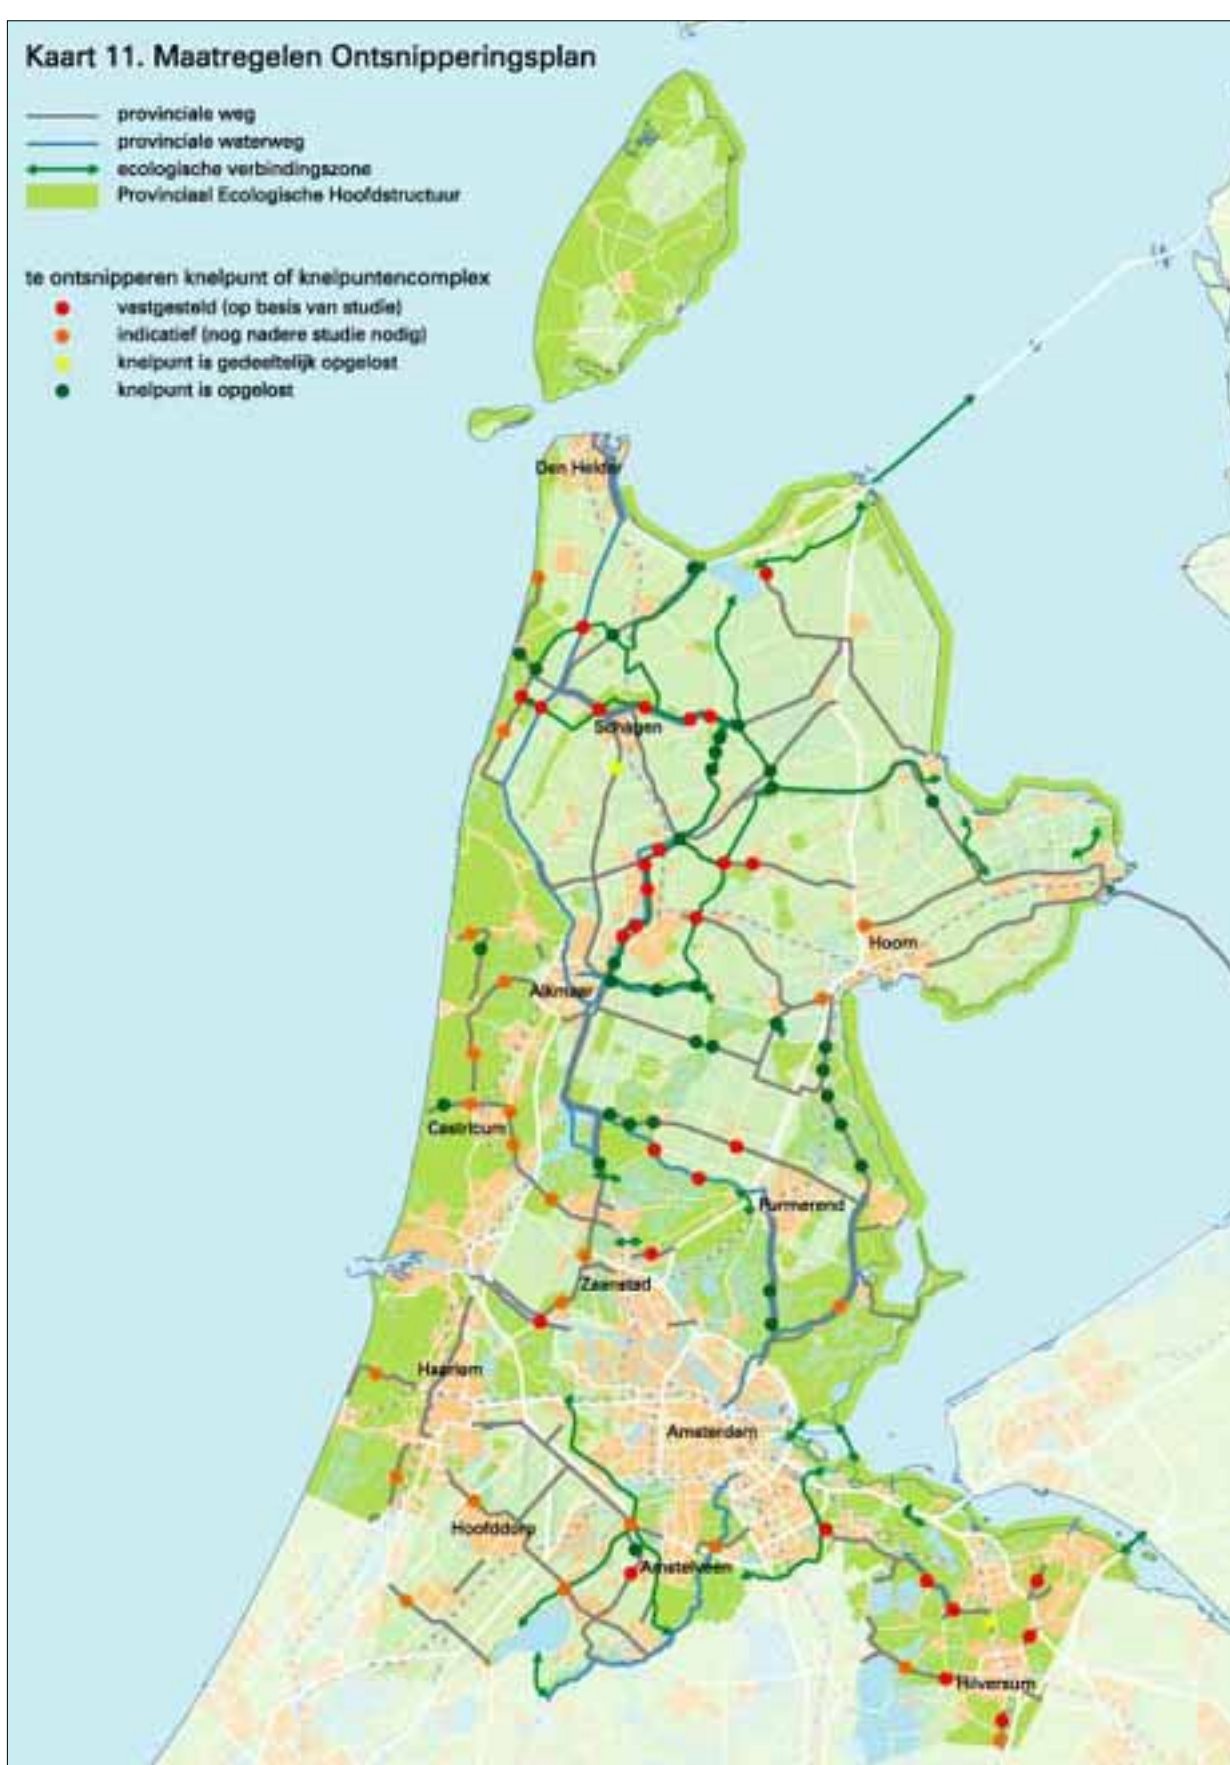 Kaart 11. Maatregelen Ontsnipperingsplan
provinciale weg
provinciale waterweg
ecologische verbindingszone
Provinciaal Ecologische Hoofdstructuur
te ontsnipperen knelpunt of knelpuntencomplex
vastgesteld (op basis van studie)
indicatief (nog nadere studie nodig)
knelpunt is gedeeltelijk opgelost
knelpunt is opgelost
Den Helder
Schagen
Hoorn
Alkmaar
Castricum
Purmerend
Zaanstad
Haarlem
Amsterdam
Hoofddorp
Amstelveen
Hilversum